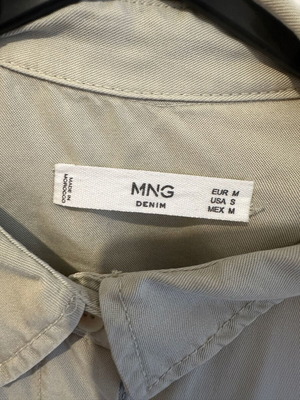 MADE IN
MOROCCO
MNG
DENIM
EUR M
USA S
MEX M